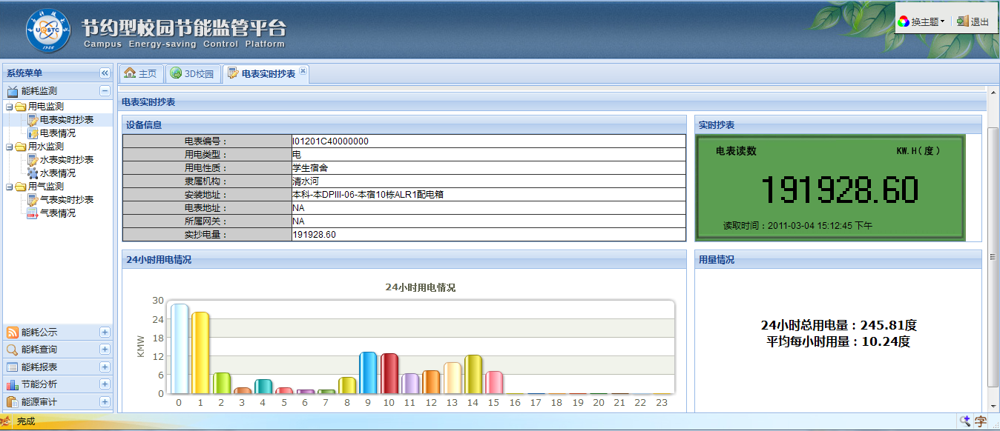 节约型校园节能监管平台
Campus Energy-saving Control Platform
UESTC
1956
换主题
退出
系统菜单
能耗监测
用电监测
电表实时抄表
电表情况
用水监测
水表实时抄表
水表情况
用气监测
气表实时抄表
气表情况
能耗公示
能耗查询
能耗报表
节能分析
能源审计
主页
3D校园
电表实时抄表
电表实时抄表
设备信息
电表编号： I01201C40000000
用电类型： 电
用电性质： 学生宿舍
隶属机构： 清水河
安装地址： 本科-本DPIII-06-本宿10栋ALR1配电箱
电表地址： NA
所属网关： NA
实抄电量： 191928.60
实时抄表
电表读数 KW.H(度)
191928.60
读取时间：2011-03-04 15:12:45 下午
24小时用电情况
24小时用电情况
KMW
30
24
18
12
6
0
0 1 2 3 4 5 6 7 8 9 10 11 12 13 14 15 16 17 18 19 20 21 22 23
用量情况
24小时总用电量：245.81度
平均每小时用量：10.24度
完成
字